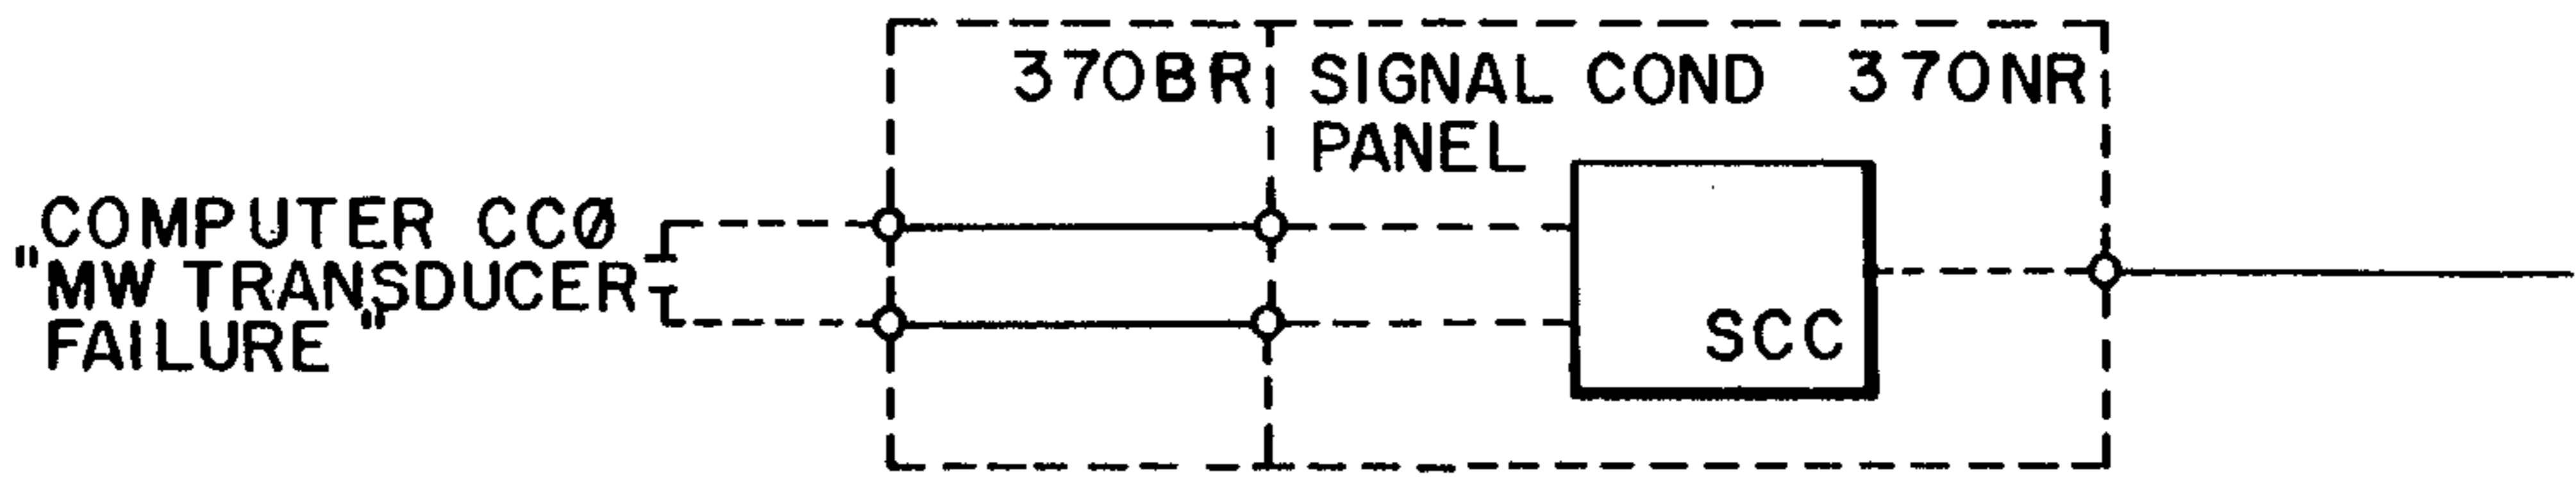 370BR
SIGNAL COND 370NR
PANEL
COMPUTER CCØ
"MW TRANSDUCER
FAILURE"
SCC